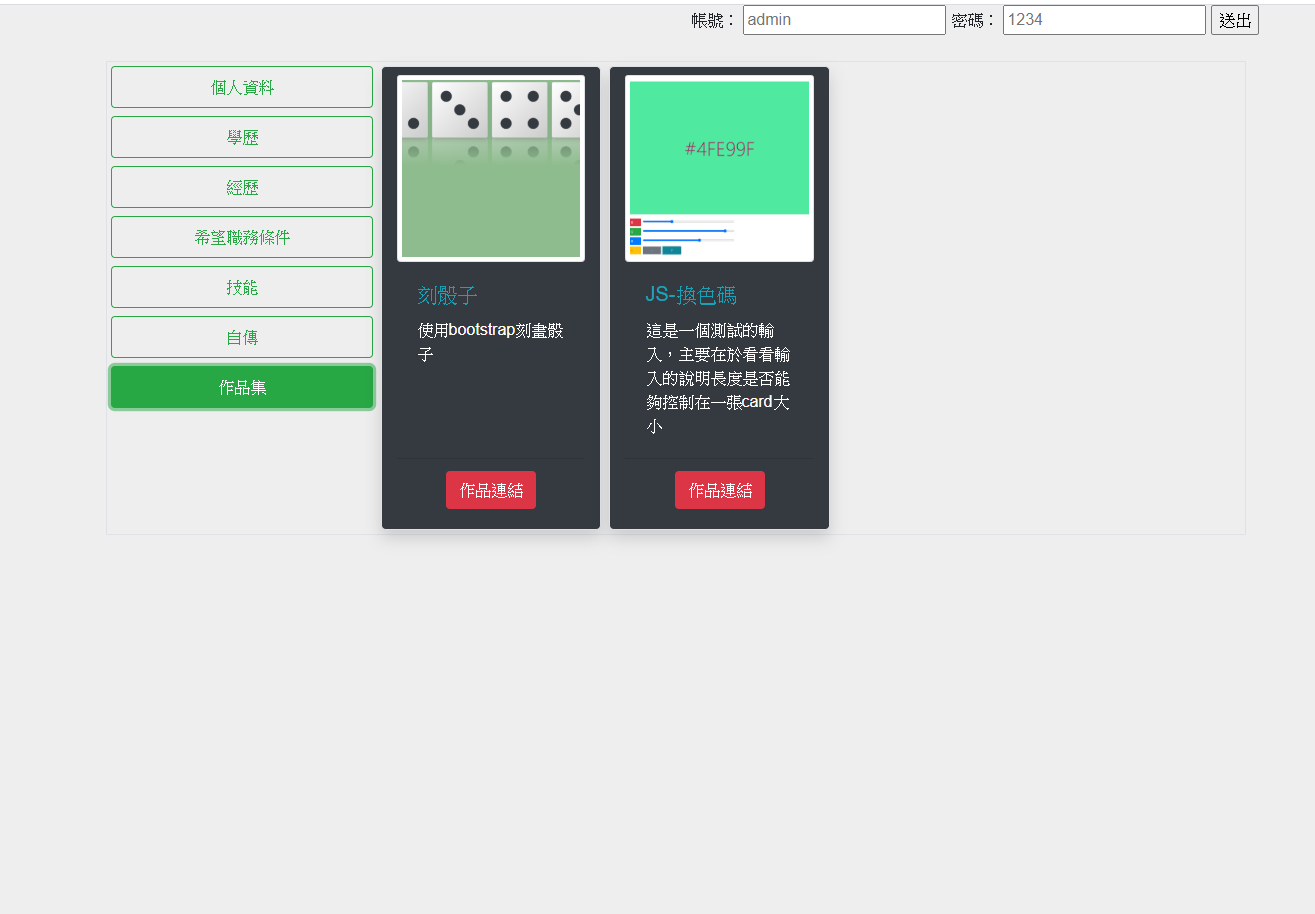 帳號： admin 密碼： 1234 送出
個人資料
學歷
經歷
希望職務條件
技能
自傳
作品集
刻骰子
使用bootstrap刻畫骰
子
作品連結
#4FE99F
JS-換色碼
這是一個測試的輸
入，主要在於看看輸
入的說明長度是否能
夠控制在一張card大
小
作品連結